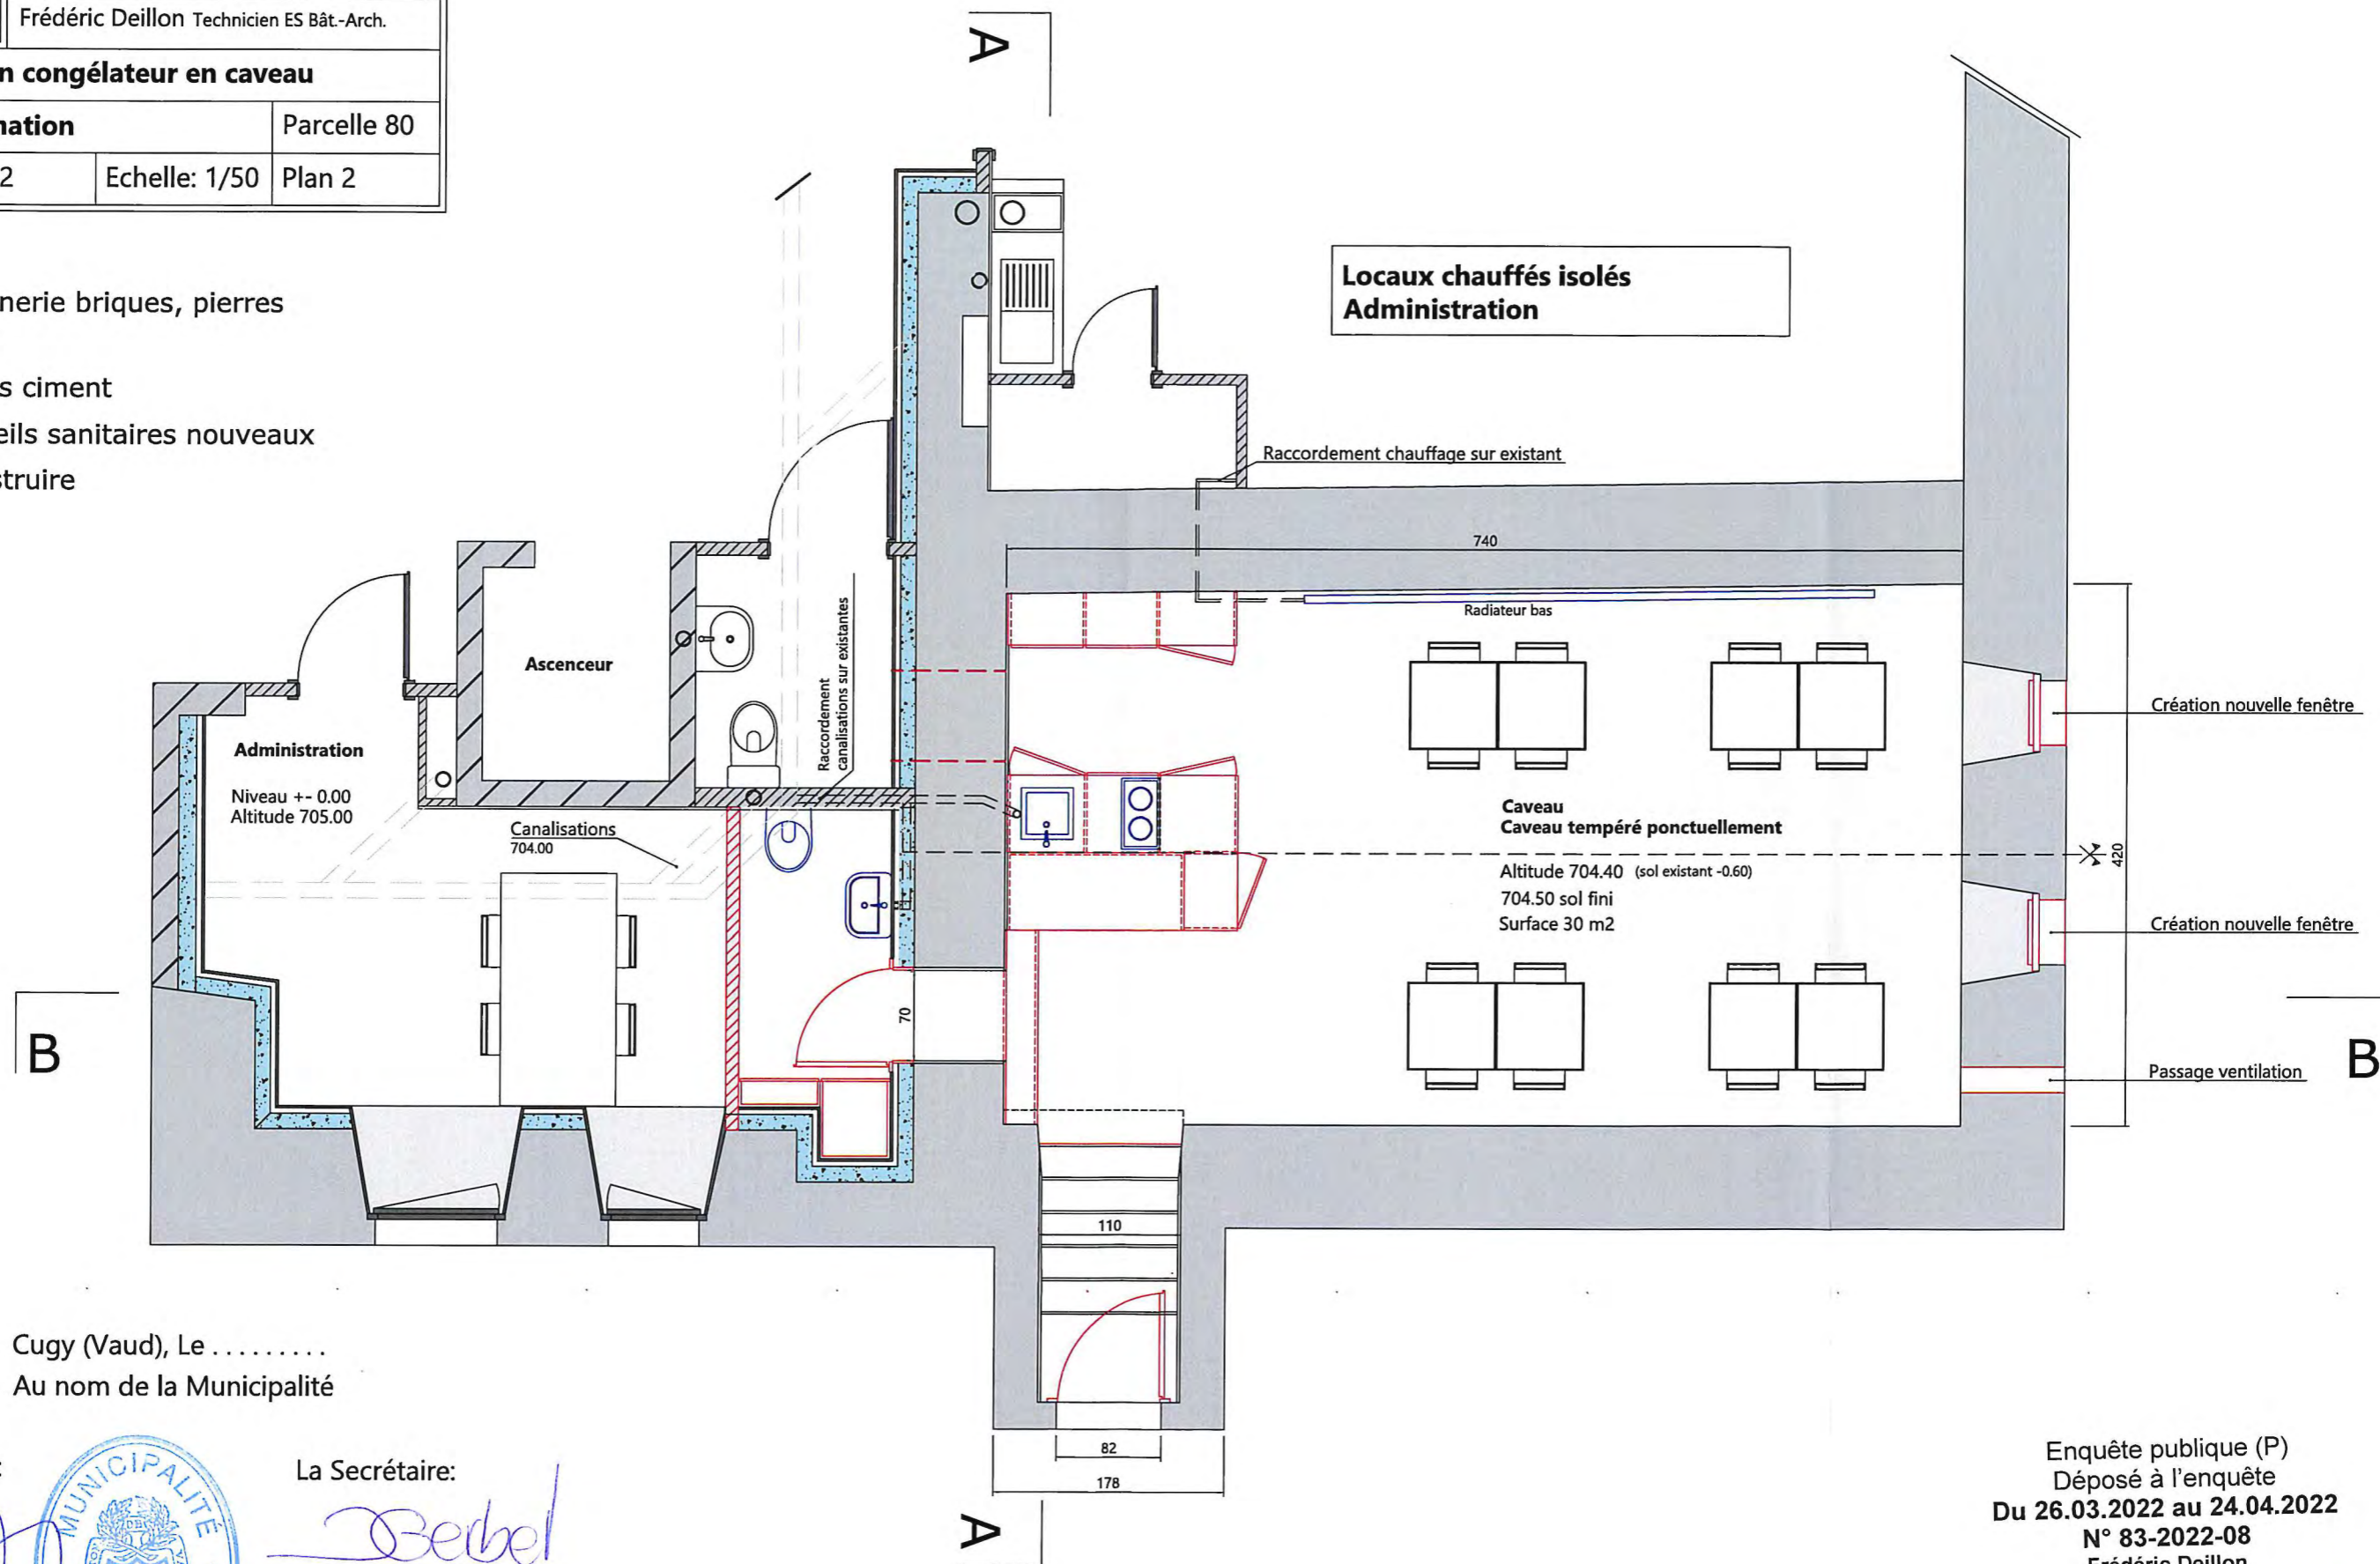 Frédéric Deillon Technicien ES Bât.-Arch.
n congélateur en caveau
nation
Parcelle 80
2
Echelle: 1/50
Plan 2
nerie briques, pierres
s ciment
eils sanitaires nouveaux
struire
A
Locaux chauffés isolés
Administration
Raccordement chauffage sur existant
740
Radiateur bas
Ascenceur
Raccordement
canalisations sur existantes
Administration
Niveau +- 0.00
Altitude 705.00
Canalisations
704.00
Création nouvelle fenêtre
Caveau
Caveau tempéré ponctuellement
Altitude 704.40 (sol existant -0.60)
704.50 sol fini
Surface 30 m2
420
Création nouvelle fenêtre
70
B
B
Passage ventilation
110
82
178
A
Cugy (Vaud), Le . . . . . . . . .
Au nom de la Municipalité
:
La Secrétaire:
MUNICIPALITÉ
Enquête publique (P)
Déposé à l'enquête
Du 26.03.2022 au 24.04.2022
N° 83-2022-08
Frédéric Deillon